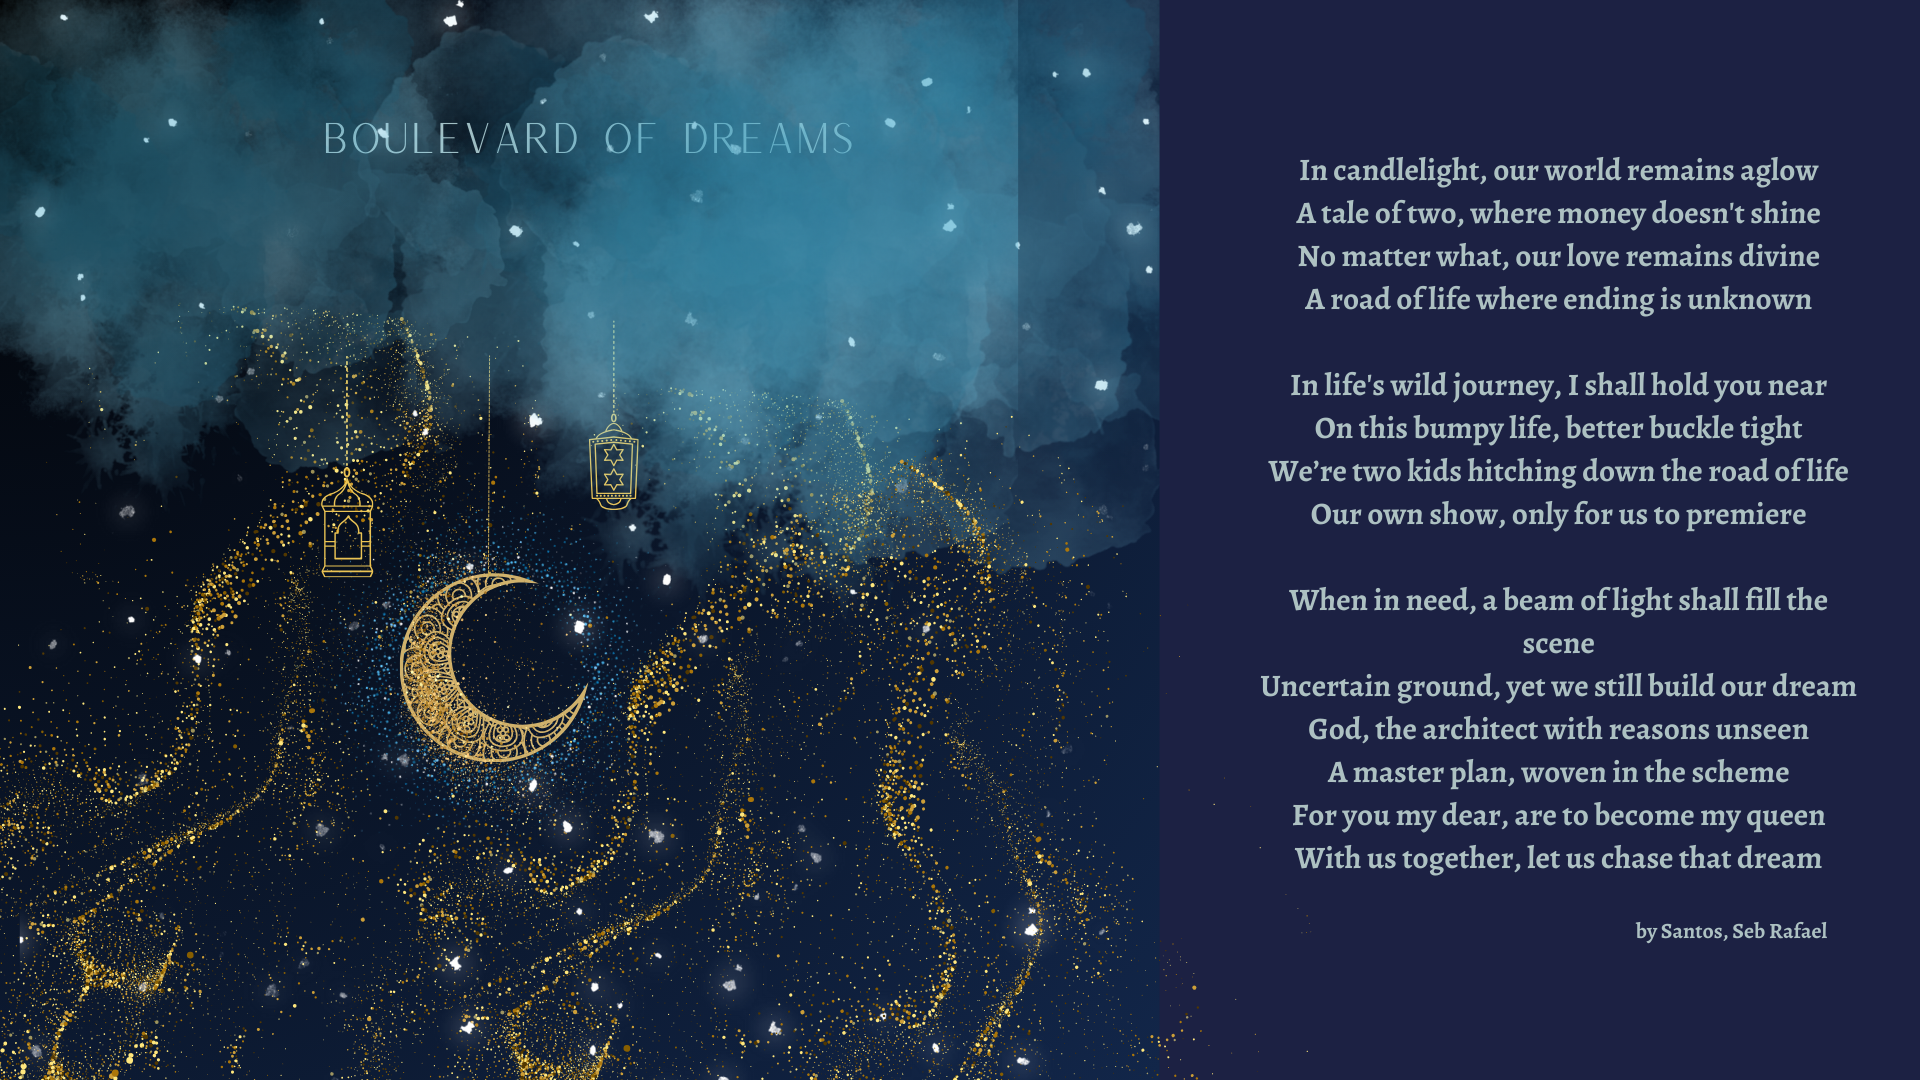 BOULEVARD OF DREAMS
In candlelight, our world remains aglow
A tale of two, where money doesn't shine
No matter what, our love remains divine
A road of life where ending is unknown
In life's wild journey, I shall hold you near
On this bumpy life, better buckle tight
We’re two kids hitching down the road of life
Our own show, only for us to premiere
When in need, a beam of light shall fill the
scene
Uncertain ground, yet we still build our dream
God, the architect with reasons unseen
A master plan, woven in the scheme
For you my dear, are to become my queen
With us together, let us chase that dream
by Santos, Seb Rafael